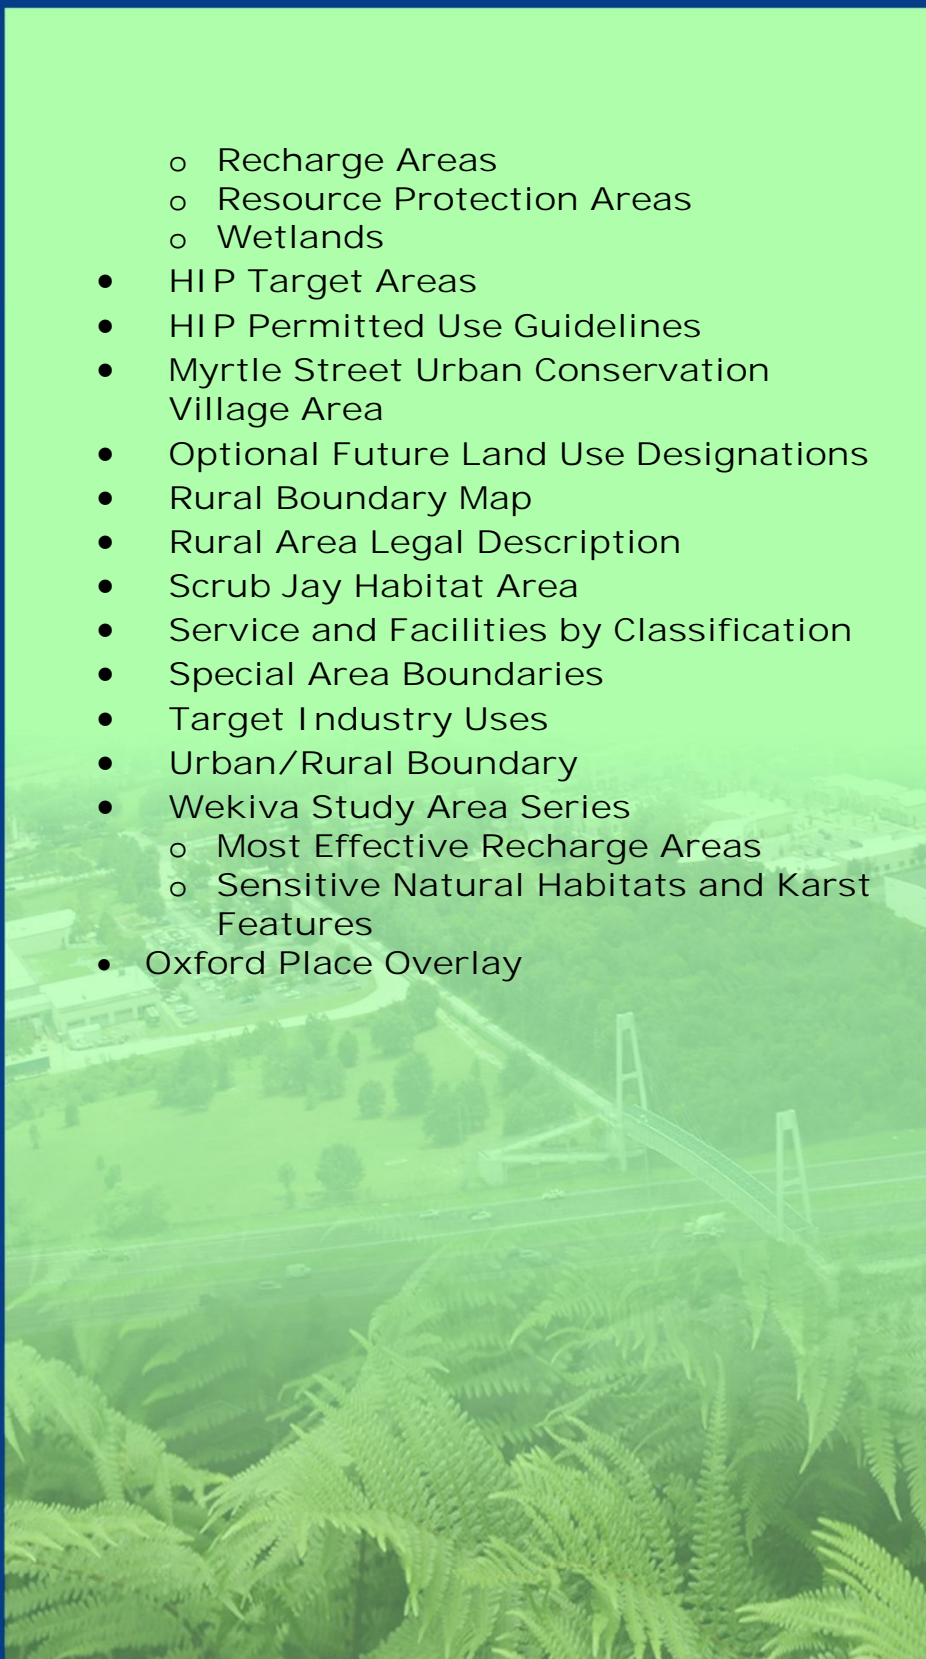 o Recharge Areas
o Resource Protection Areas
o Wetlands
• HIP Target Areas
• HIP Permitted Use Guidelines
• Myrtle Street Urban Conservation
Village Area
• Optional Future Land Use Designations
• Rural Boundary Map
• Rural Area Legal Description
• Scrub Jay Habitat Area
• Service and Facilities by Classification
• Special Area Boundaries
• Target Industry Uses
• Urban/Rural Boundary
• Wekiva Study Area Series
o Most Effective Recharge Areas
o Sensitive Natural Habitats and Karst
Features
• Oxford Place Overlay